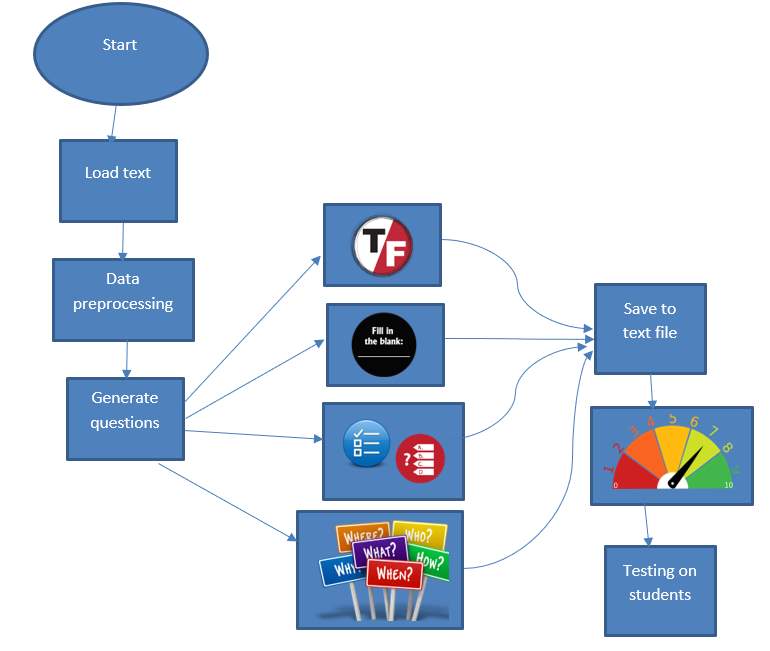 Start
Load text
Data
preprocessing
Generate
questions
T
F
Fill in
the blank:
?
A
B
C
D
WHERE?
WHO?
WHAT?
WHY?
HOW?
WHEN?
Save to
text file
0
1
2
3
4
5
6
7
8
9
10
Testing on
students